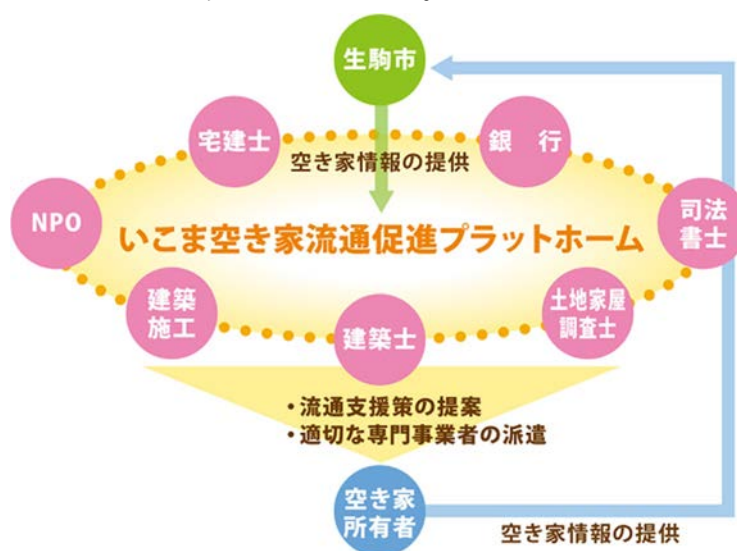 生駒市
宅建士
銀 行
空き家情報の提供
NPO
いこま空き家流通促進プラットホーム
司法
書士
建築
施工
建築士
土地家屋
調査士
・流通支援策の提案
・適切な専門事業者の派遣
空き家
所有者
空き家情報の提供